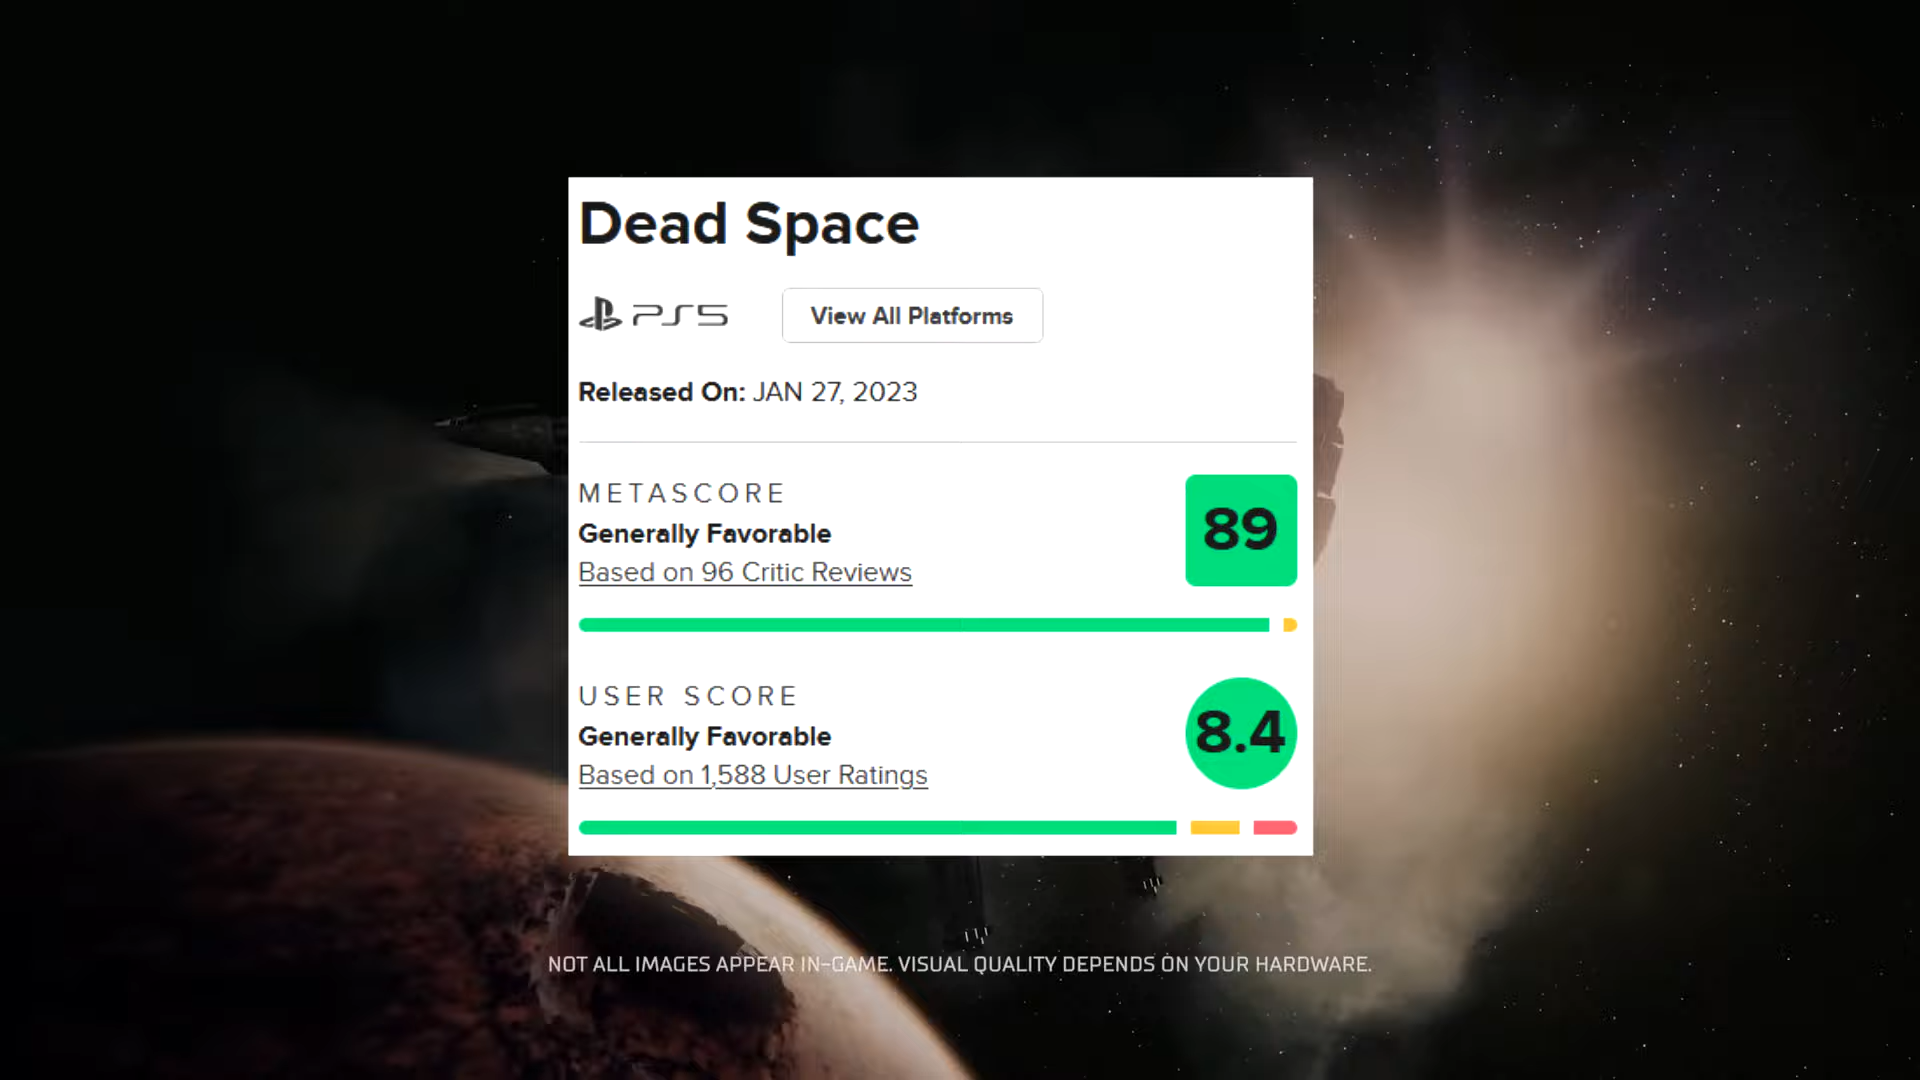 Dead Space
PS5
View All Platforms
Released On: JAN 27, 2023
METASCORE
Generally Favorable
Based on 96 Critic Reviews
89
USER SCORE
Generally Favorable
Based on 1,588 User Ratings
8.4
NOT ALL IMAGES APPEAR IN-GAME. VISUAL QUALITY DEPENDS ON YOUR HARDWARE.